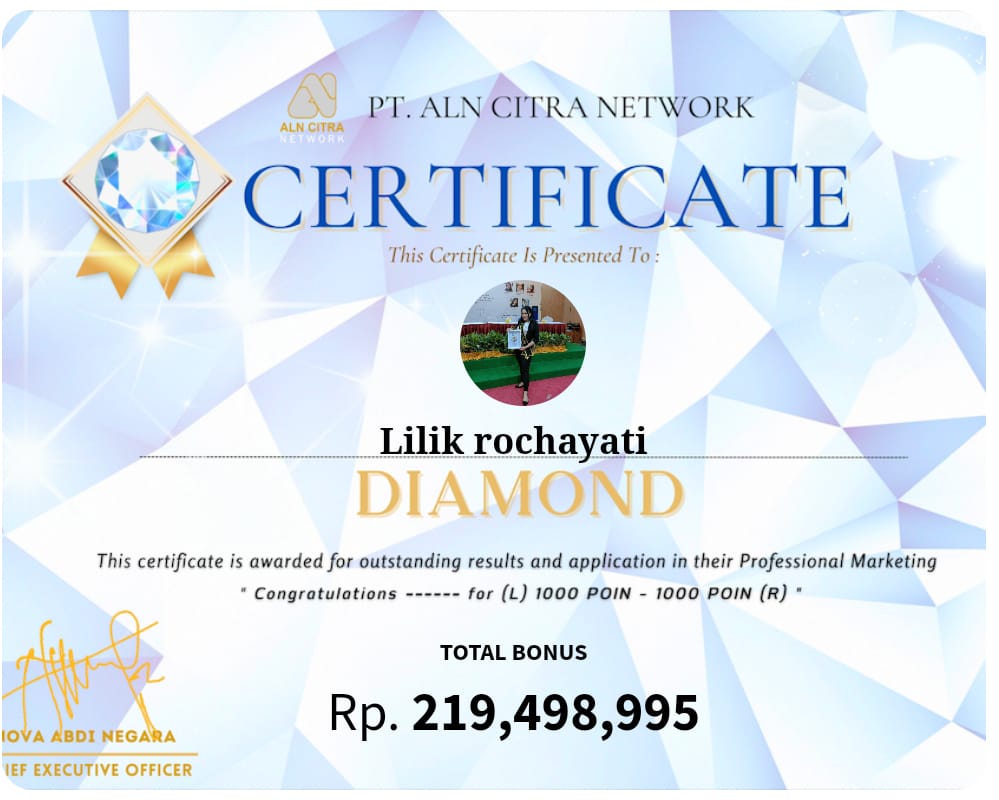 PT. ALN CITRA NETWORK
ALN CITRA
NETWORK
CERTIFICATE
This Certificate Is Presented To :
Lilik rochayati
DIAMOND
This certificate is awarded for outstanding results and application in their Professional Marketing
" Congratulations ------ for (L) 1000 POIN - 1000 POIN (R) "
TOTAL BONUS
Rp. 219,498,995
NOVA ABDI NEGARA
IEF EXECUTIVE OFFICER